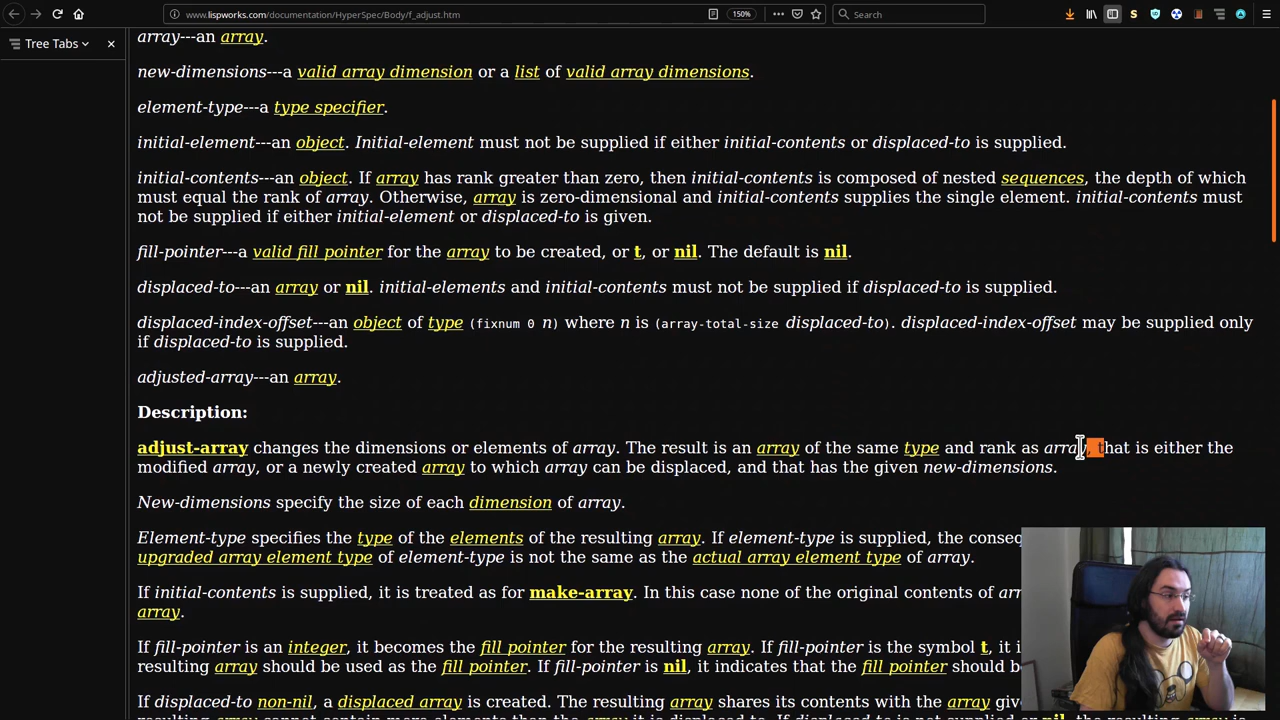 www.lispworks.com/documentation/HyperSpec/Body/f_adjust.htm 150% Search
Tree Tabs
array---an array.
new-dimensions---a valid array dimension or a list of valid array dimensions.
element-type---a type specifier.
initial-element---an object. Initial-element must not be supplied if either initial-contents or displaced-to is supplied.
initial-contents---an object. If array has rank greater than zero, then initial-contents is composed of nested sequences, the depth of which
must equal the rank of array. Otherwise, array is zero-dimensional and initial-contents supplies the single element. initial-contents must
not be supplied if either initial-element or displaced-to is given.
fill-pointer---a valid fill pointer for the array to be created, or t, or nil. The default is nil.
displaced-to---an array or nil. initial-elements and initial-contents must not be supplied if displaced-to is supplied.
displaced-index-offset---an object of type (fixnum 0 n) where n is (array-total-size displaced-to). displaced-index-offset may be supplied only
if displaced-to is supplied.
adjusted-array---an array.
Description:
adjust-array changes the dimensions or elements of array. The result is an array of the same type and rank as array, that is either the
modified array, or a newly created array to which array can be displaced, and that has the given new-dimensions.
New-dimensions specify the size of each dimension of array.
Element-type specifies the type of the elements of the resulting array. If element-type is supplied, the conseq
upgraded array element type of element-type is not the same as the actual array element type of array.
If initial-contents is supplied, it is treated as for make-array. In this case none of the original contents of arr
array.
If fill-pointer is an integer, it becomes the fill pointer for the resulting array. If fill-pointer is the symbol t, it i
resulting array should be used as the fill pointer. If fill-pointer is nil, it indicates that the fill pointer should be
If displaced-to non-nil, a displaced array is created. The resulting array shares its contents with the array give